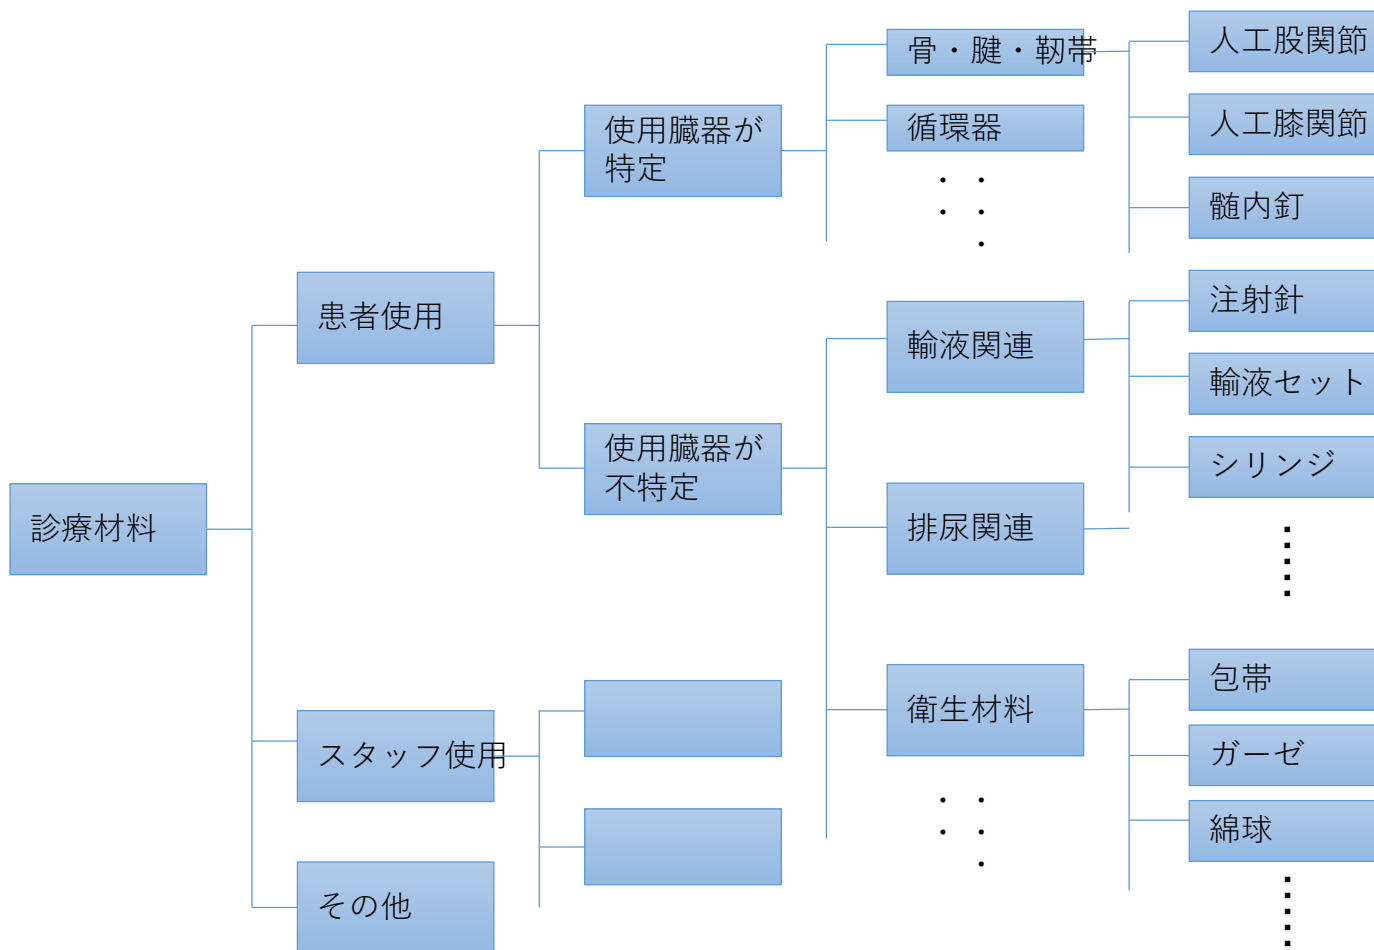 診療材料
患者使用
スタッフ使用
その他
使用臓器が
特定
使用臓器が
不特定
骨・腱・靭帯
循環器
輸液関連
排尿関連
衛生材料
人工股関節
人工膝関節
髄内釘
注射針
輸液セット
シリンジ
包帯
ガーゼ
綿球